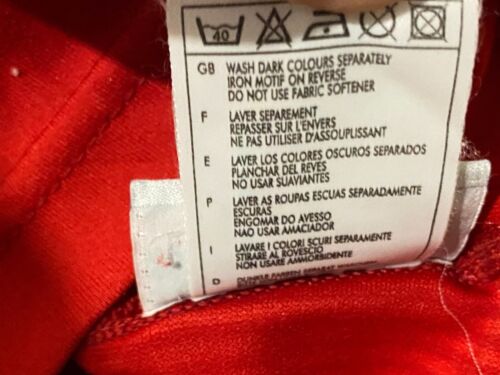 40
GB WASH DARK COLOURS SEPARATELY
IRON MOTIF ON REVERSE
DO NOT USE FABRIC SOFTENER
F LAVER SEPAREMENT
REPASSER SUR L'ENVERS
NE PAS UTILISER D'ASSOUPLISSANT
E LAVER LOS COLORES OSCUROS SEPARADOS
PLANCHAR DEL REVES
NO USAR SUAVIANTES
P LAVER AS ROUPAS ESCUAS SEPARADAMENTE
ESCURAS
ENGOMAR DO AVESSO
NAO USAR AMACIADOR
I LAVARE I COLORI SCURI SEPARAMENTE
STIRARE AL ROVESCIO
NON USARE AMMORBIDENTE
D DUNKLE FARBEN SEPARAT